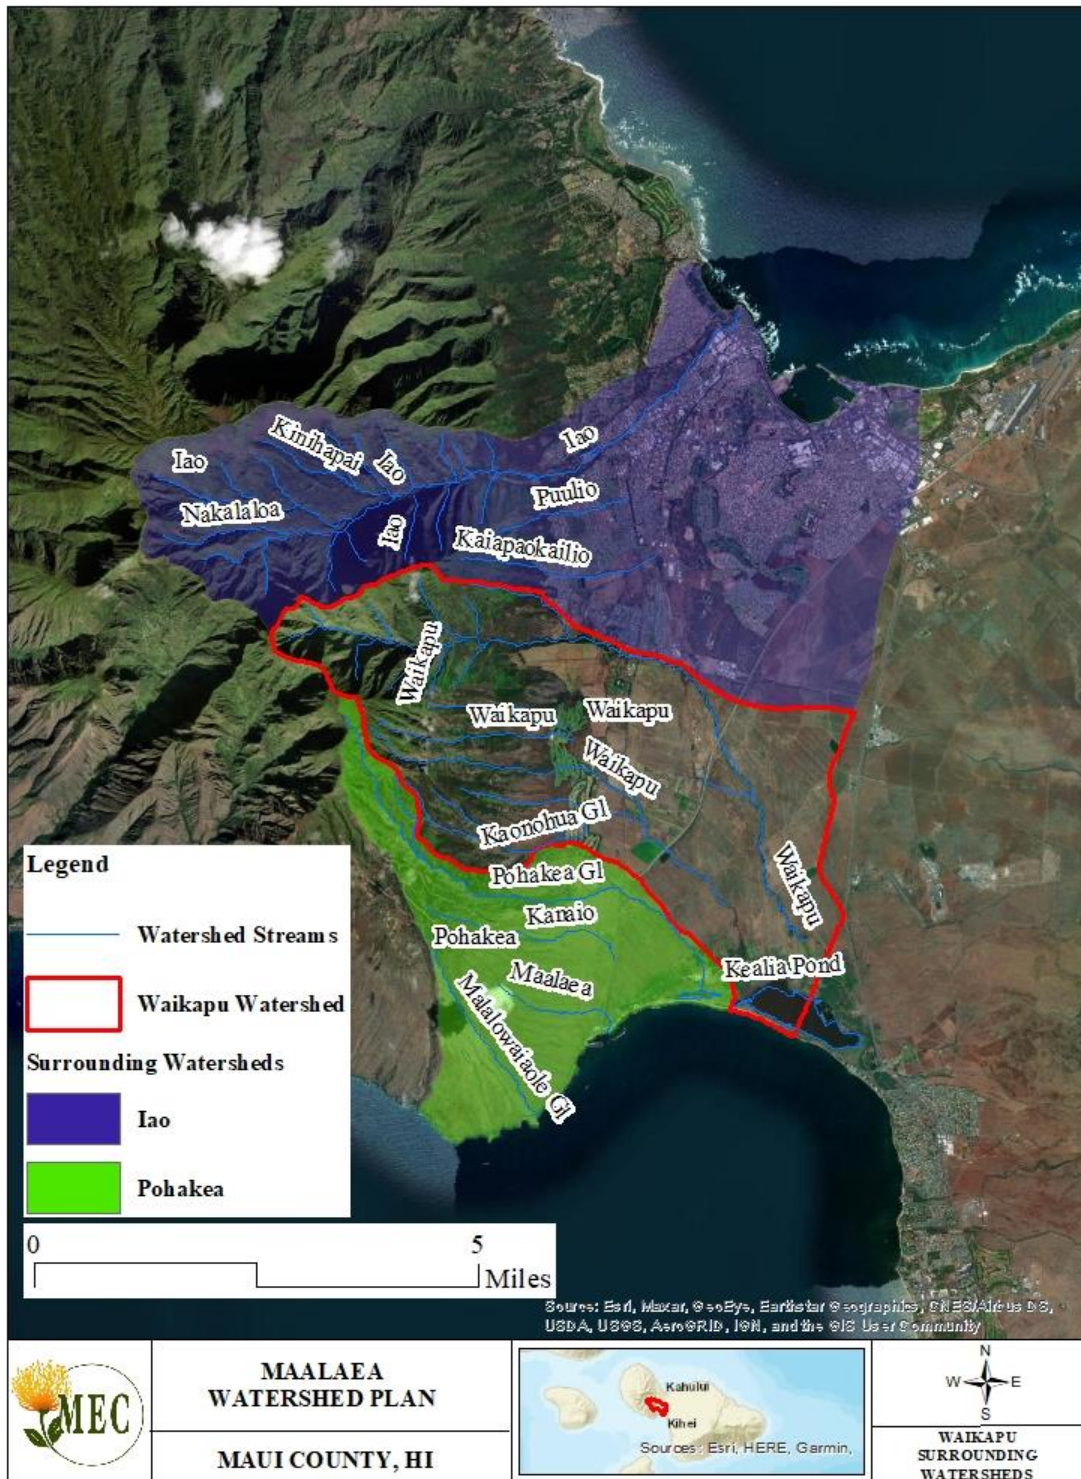 Kinihapai
Iao
Iao
Iao
Nakalaloa
Puulio
Iao
Kaiapaokailio
Waikapu
Waikapu
Waikapu
Waikapu
Kaonohua Gl
Pohakea Gl
Waikapu
Kanaio
Pohakea
Kealia Pond
Maalaea
Malalowaiaole Gl
Legend
Watershed Streams
Waikapu Watershed
Surrounding Watersheds
Iao
Pohakea
0 5
Miles
Source: Esri, Maxar, GeoEye, Earthstar Geographics, CNES/Airbus DS,
USDA, USGS, AeroGRID, IGN, and the GIS User Community
MEC
MAALAEA
WATERSHED PLAN
MAUI COUNTY, HI
Kahului
Kihei
Sources: Esri, HERE, Garmin,
N
W E
S
WAIKAPU
SURROUNDING
WATERSHEDS